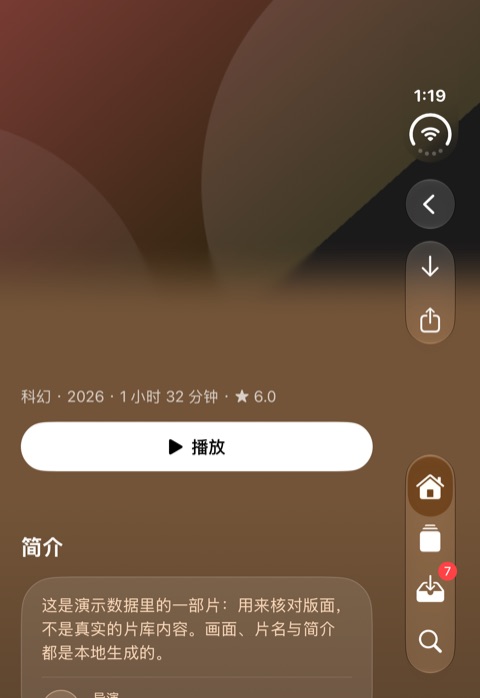 1:19
科幻 · 2026 · 1 小时 32 分钟 · ★ 6.0
播放
7
简介
这是演示数据里的一部片：用来核对版面，
不是真实的片库内容。画面、片名与简介
都是本地生成的。
导演